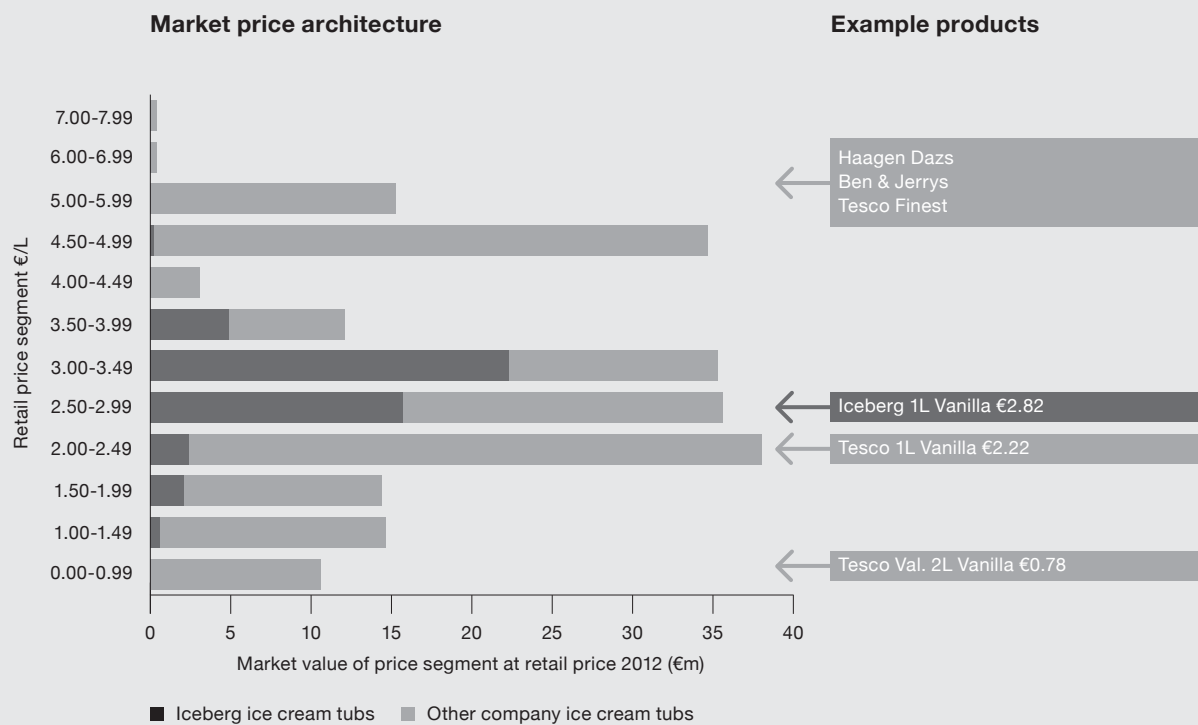 Market price architecture
Example products
Retail price segment €/L
7.00-7.99
6.00-6.99
5.00-5.99
4.50-4.99
4.00-4.49
3.50-3.99
3.00-3.49
2.50-2.99
2.00-2.49
1.50-1.99
1.00-1.49
0.00-0.99
0 5 10 15 20 25 30 35 40
Market value of price segment at retail price 2012 (€m)
Iceberg ice cream tubs
Other company ice cream tubs
Haagen Dazs
Ben & Jerrys
Tesco Finest
Iceberg 1L Vanilla €2.82
Tesco 1L Vanilla €2.22
Tesco Val. 2L Vanilla €0.78